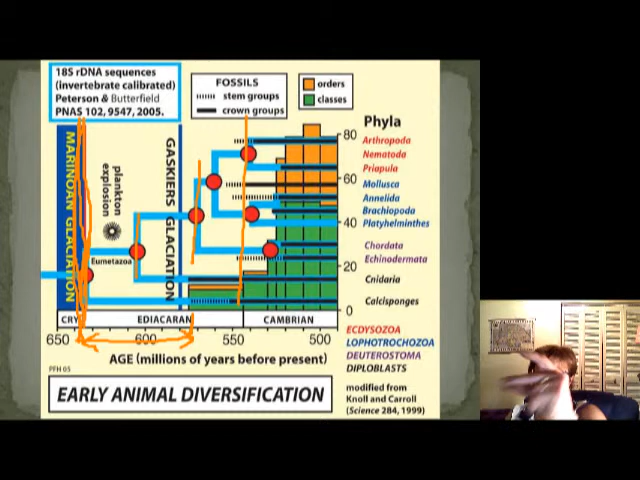 18S rDNA sequences
(invertebrate calibrated)
Peterson & Butterfield
PNAS 102, 9547, 2005.
FOSSILS
stem groups
crown groups
orders
classes
Phyla
MARINOAN GLACIATION
plankton
explosion
GASKIERS GLACIATION
Eumetazoa
80
60
40
20
0
Arthropoda
Nematoda
Priapula
Mollusca
Annelida
Brachiopoda
Platyhelminthes
Chordata
Echinodermata
Cnidaria
Calcisponges
CRY
EDIACARAN
CAMBRIAN
650
600
550
500
AGE (millions of years before present)
PFH 05
EARLY ANIMAL DIVERSIFICATION
ECDYSOZOA
LOPHOTROCHOZOA
DEUTEROSTOMA
DIPLOBLASTS
modified from
Knoll and Carroll
(Science 284, 1999)